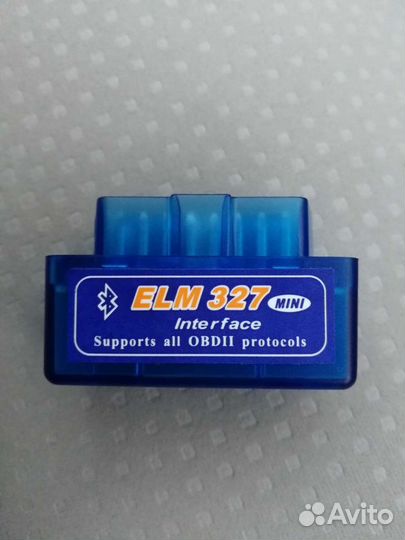 ELM 327 MINI
Interface
Supports all OBDII protocols
Avito